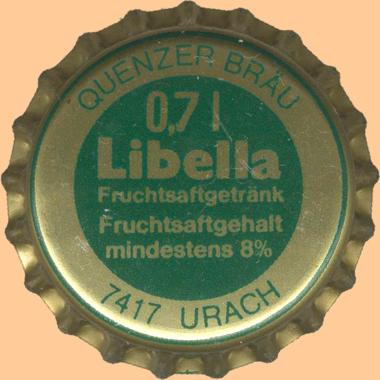 QUENZER BRÄU
0,7 l
Libella
Fruchtsaftgetränk
Fruchtsaftgehalt
mindestens 8%
7417 URACH